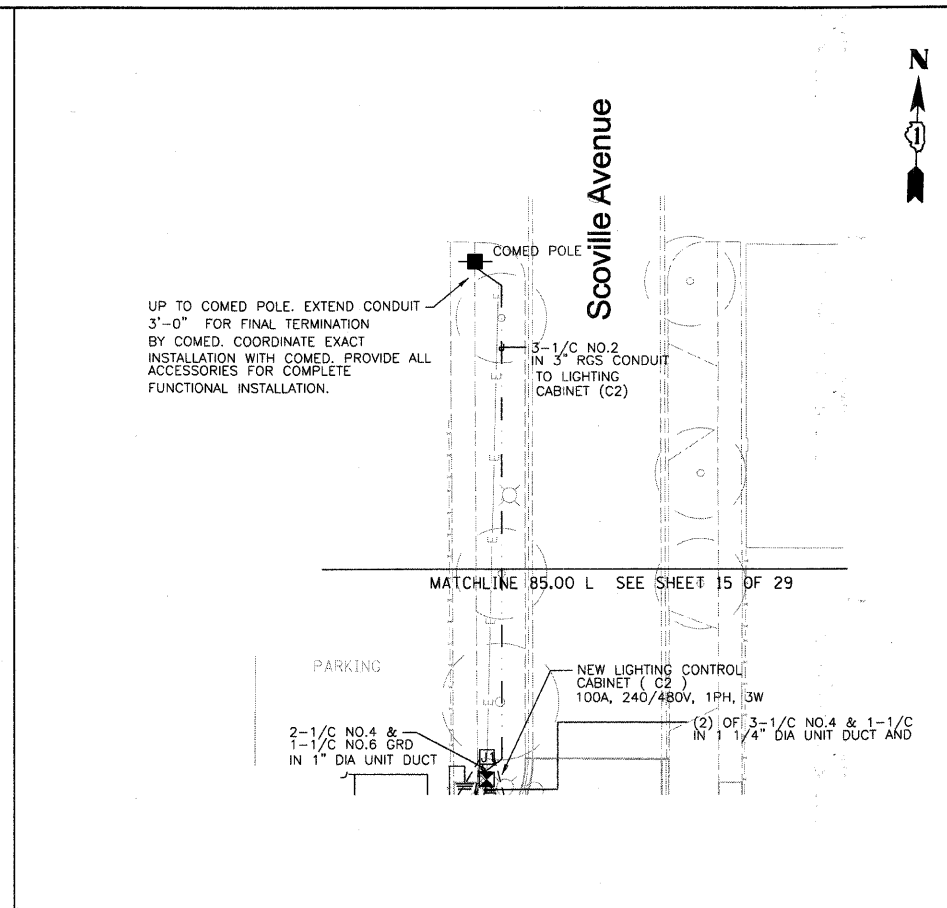 N
1
Scoville Avenue
COMED POLE
UP TO COMED POLE. EXTEND CONDUIT
3'-0" FOR FINAL TERMINATION
BY COMED. COORDINATE EXACT
INSTALLATION WITH COMED. PROVIDE ALL
ACCESSORIES FOR COMPLETE
FUNCTIONAL INSTALLATION.
3-1/C NO.2
IN 3" RGS CONDUIT
TO LIGHTING
CABINET (C2)
E
E
E
E
MATCHLINE 85.00 L SEE SHEET 15 OF 29
E
E
PARKING
NEW LIGHTING CONTROL
CABINET ( C2 )
100A, 240/480V, 1PH, 3W
2-1/C NO.4 &
1-1/C NO.6 GRD
IN 1" DIA UNIT DUCT
(2) OF 3-1/C NO.4 & 1-1/C
IN 1 1/4" DIA UNIT DUCT AND
J1